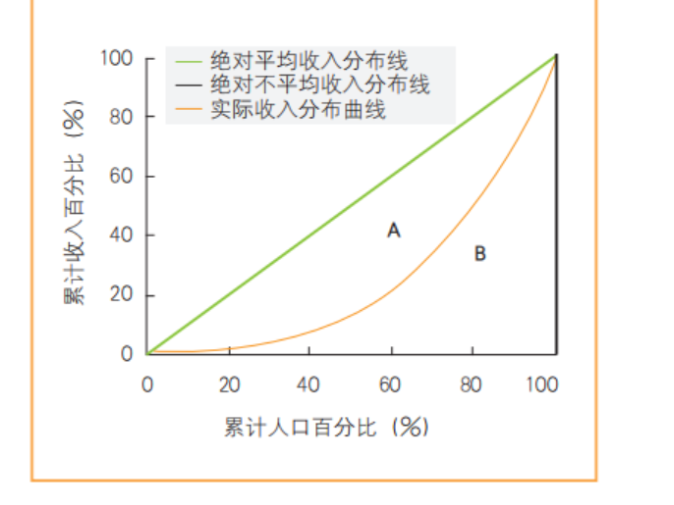 绝对平均收入分布线
绝对不平均收入分布线
实际收入分布曲线
累计收入百分比（%）
100
80
60
40
20
0
A
B
0 20 40 60 80 100
累计人口百分比（%）